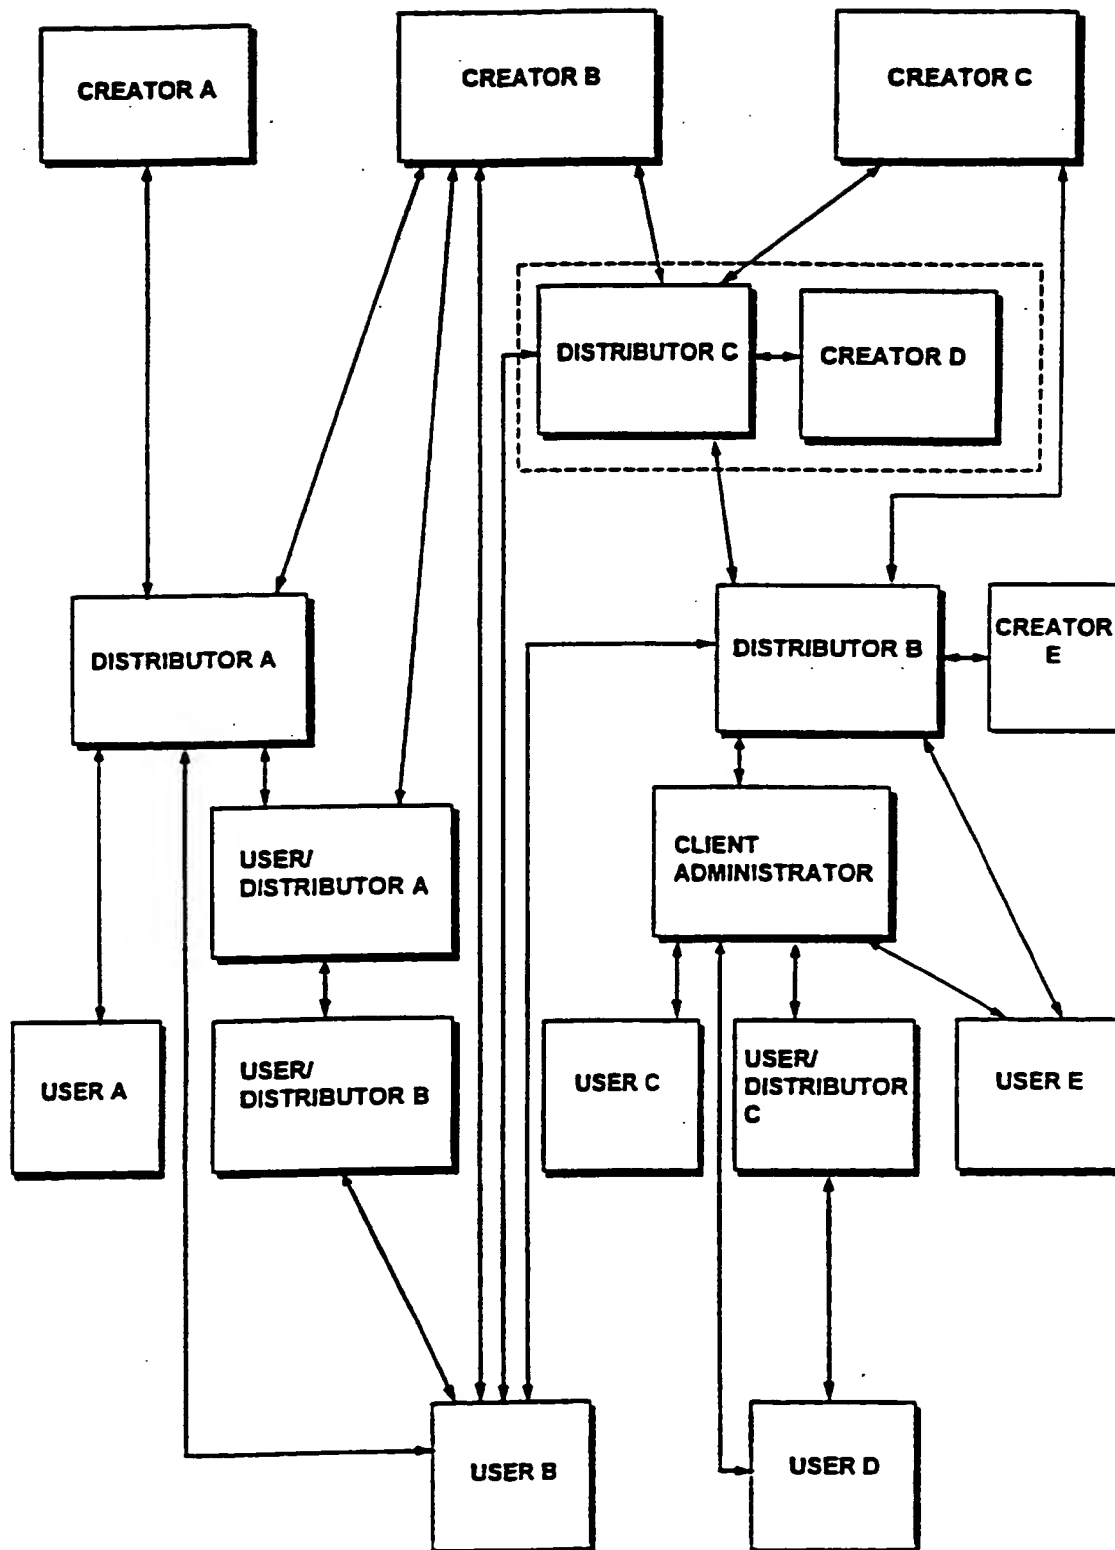 CREATOR A
CREATOR B
CREATOR C
DISTRIBUTOR C
CREATOR D
DISTRIBUTOR A
DISTRIBUTOR B
CREATOR
E
USER/
DISTRIBUTOR A
CLIENT
ADMINISTRATOR
USER A
USER/
DISTRIBUTOR B
USER C
USER/
DISTRIBUTOR
C
USER E
USER B
USER D